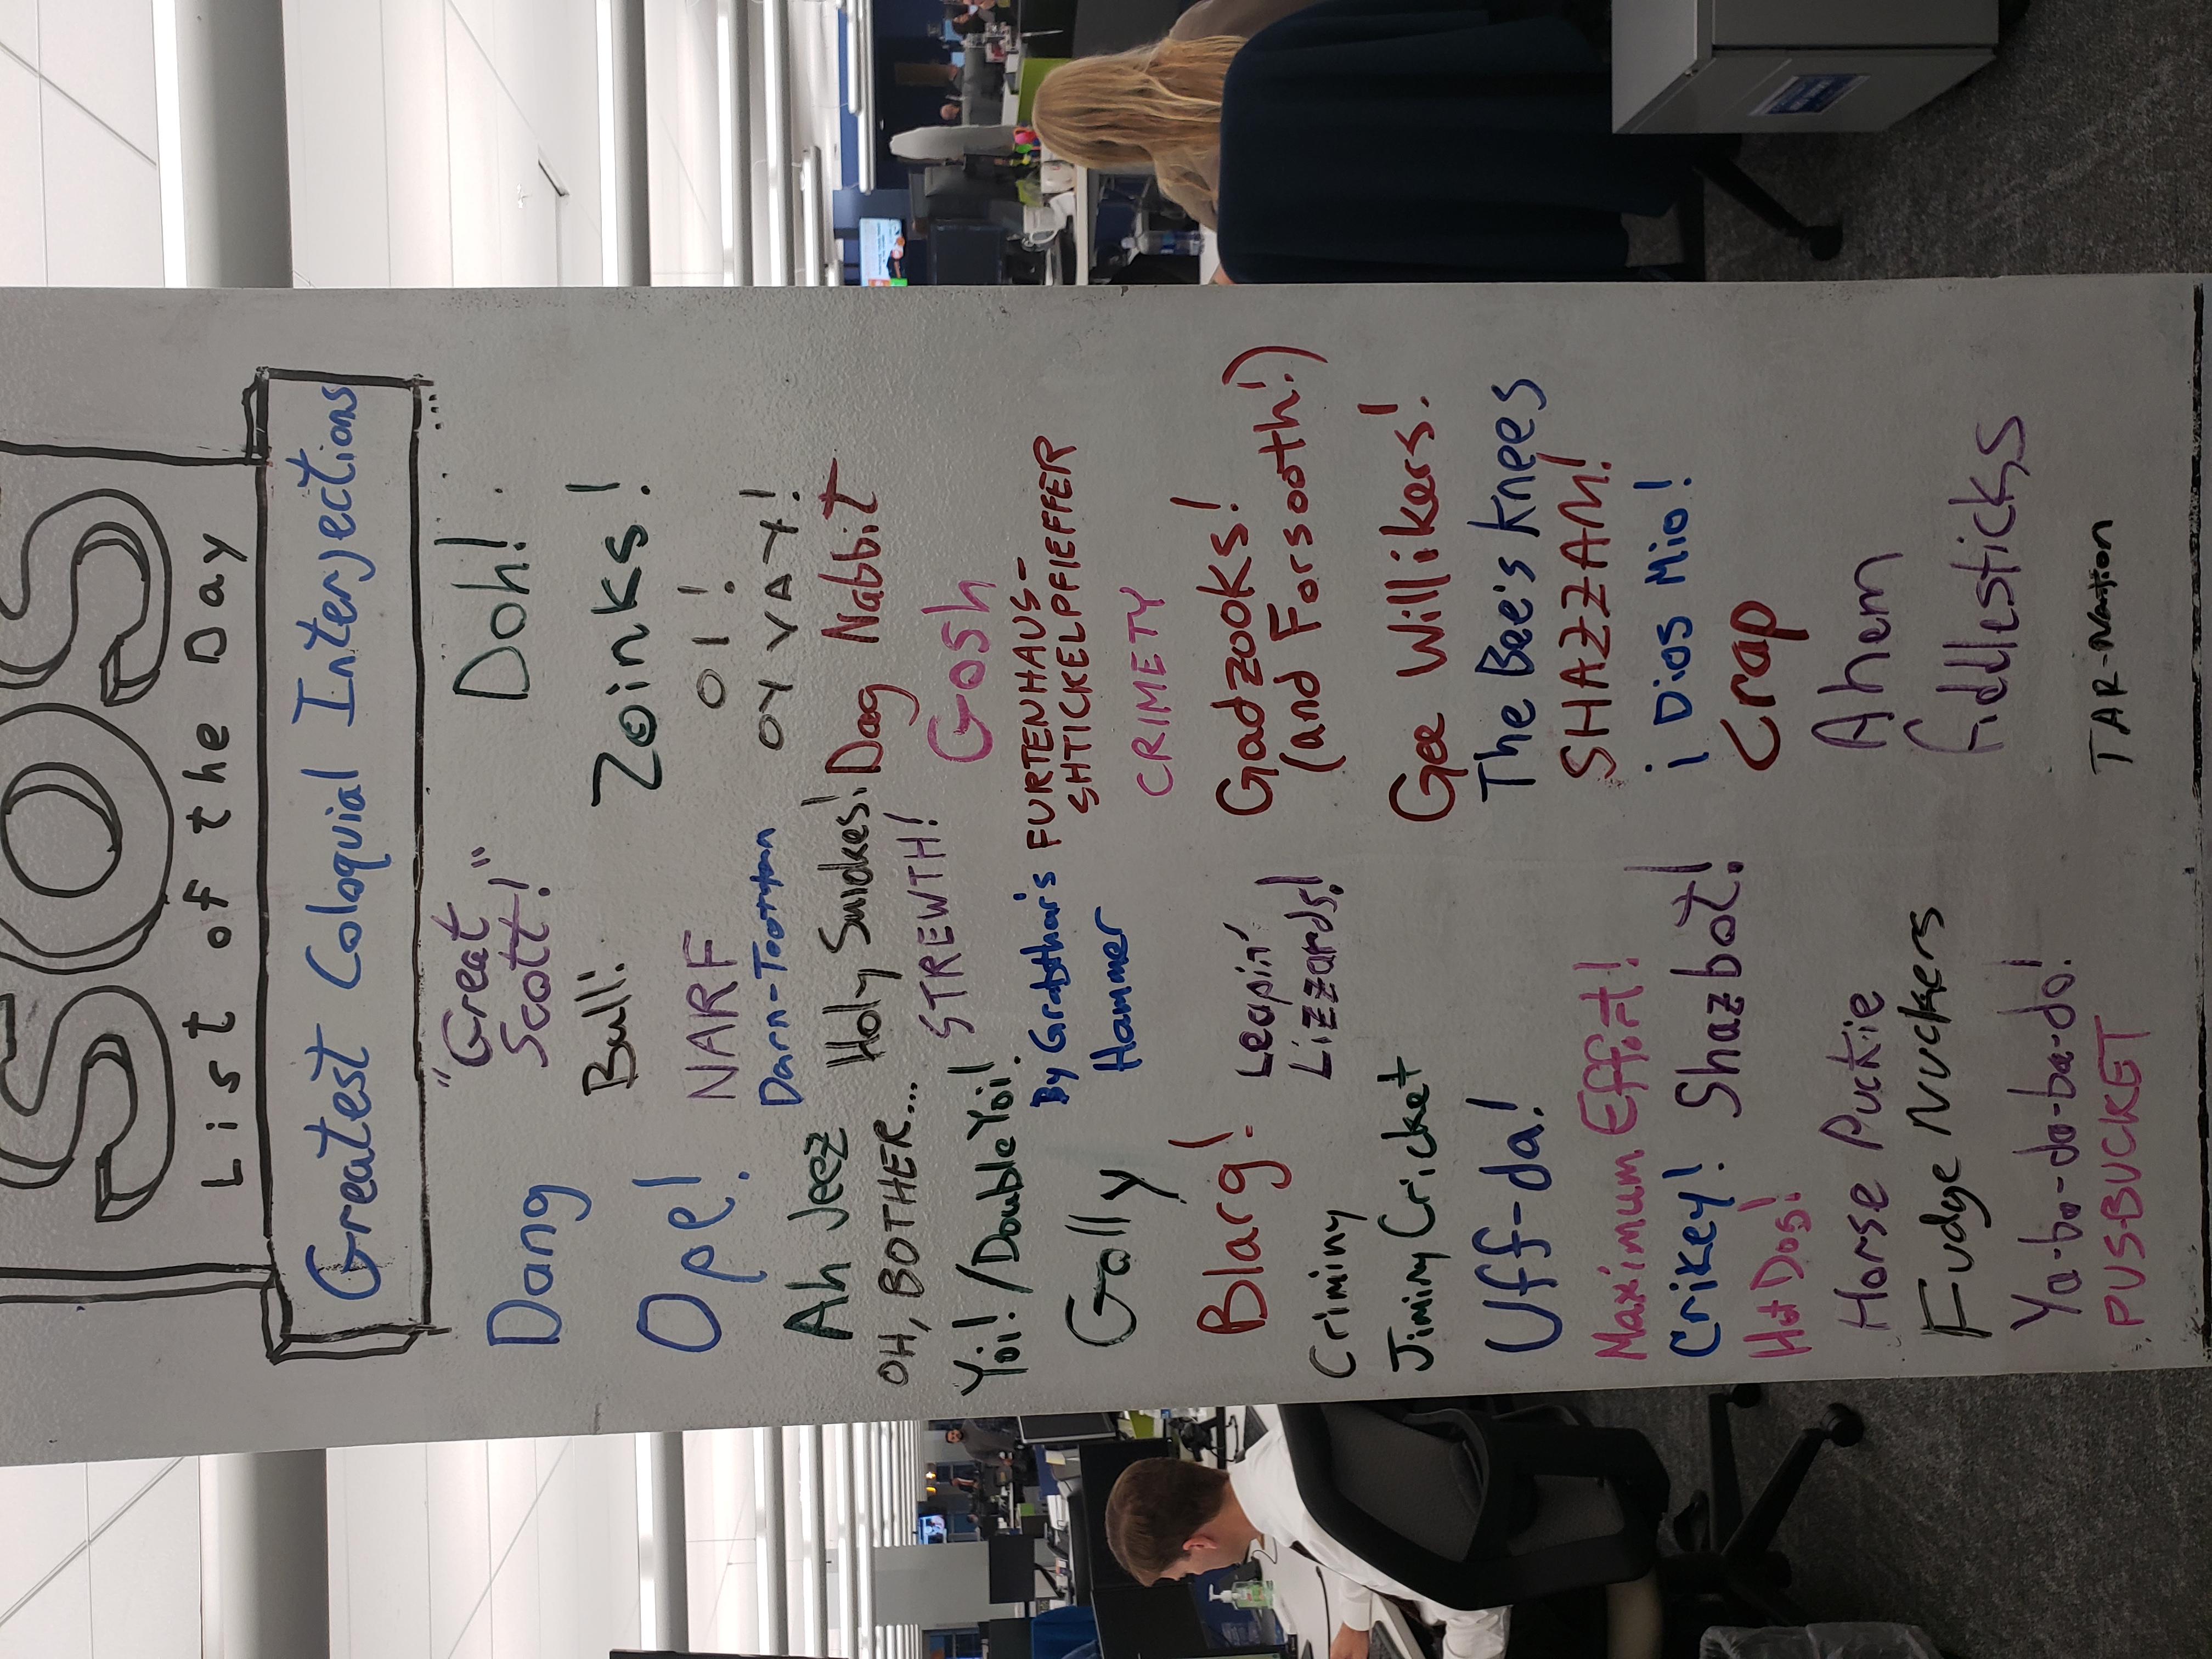 SOS
List of the Day
Greatest Coloquial Interjections
Dang
Ope!
Ah Jeez
OH, BOTHER...
Yoi! / Double Yoi!
Golly
Blarg!
Criminy
Jiminy Cricket
Uff-da!
Maximum Effort!
Crikey!
Hot Dog!
Horse Puckie
Fudge Nuckers
Ya-ba-da-ba-do!
PUSBUCKET
"Great
Scott!"
Bull!
NARF
Darn-Tootan
Holy Smokes!
STREWTH!
By Grabthar's
Hammer
Leapin'
Lizzards!
Shazbot!
Doh!
Zoinks!
OI!
OY VAY!
Dag Nabbit
Gosh
FURTENHAUS-
SHTICKELPFIEFFER
CRIMETY
Gadzooks!
(and Forsooth!)
Gee Willikers!
The Bee's knees
SHAZZAM!
¡Dios Mio!
Crap
Ahem
fiddlesticks
TAR-Nation